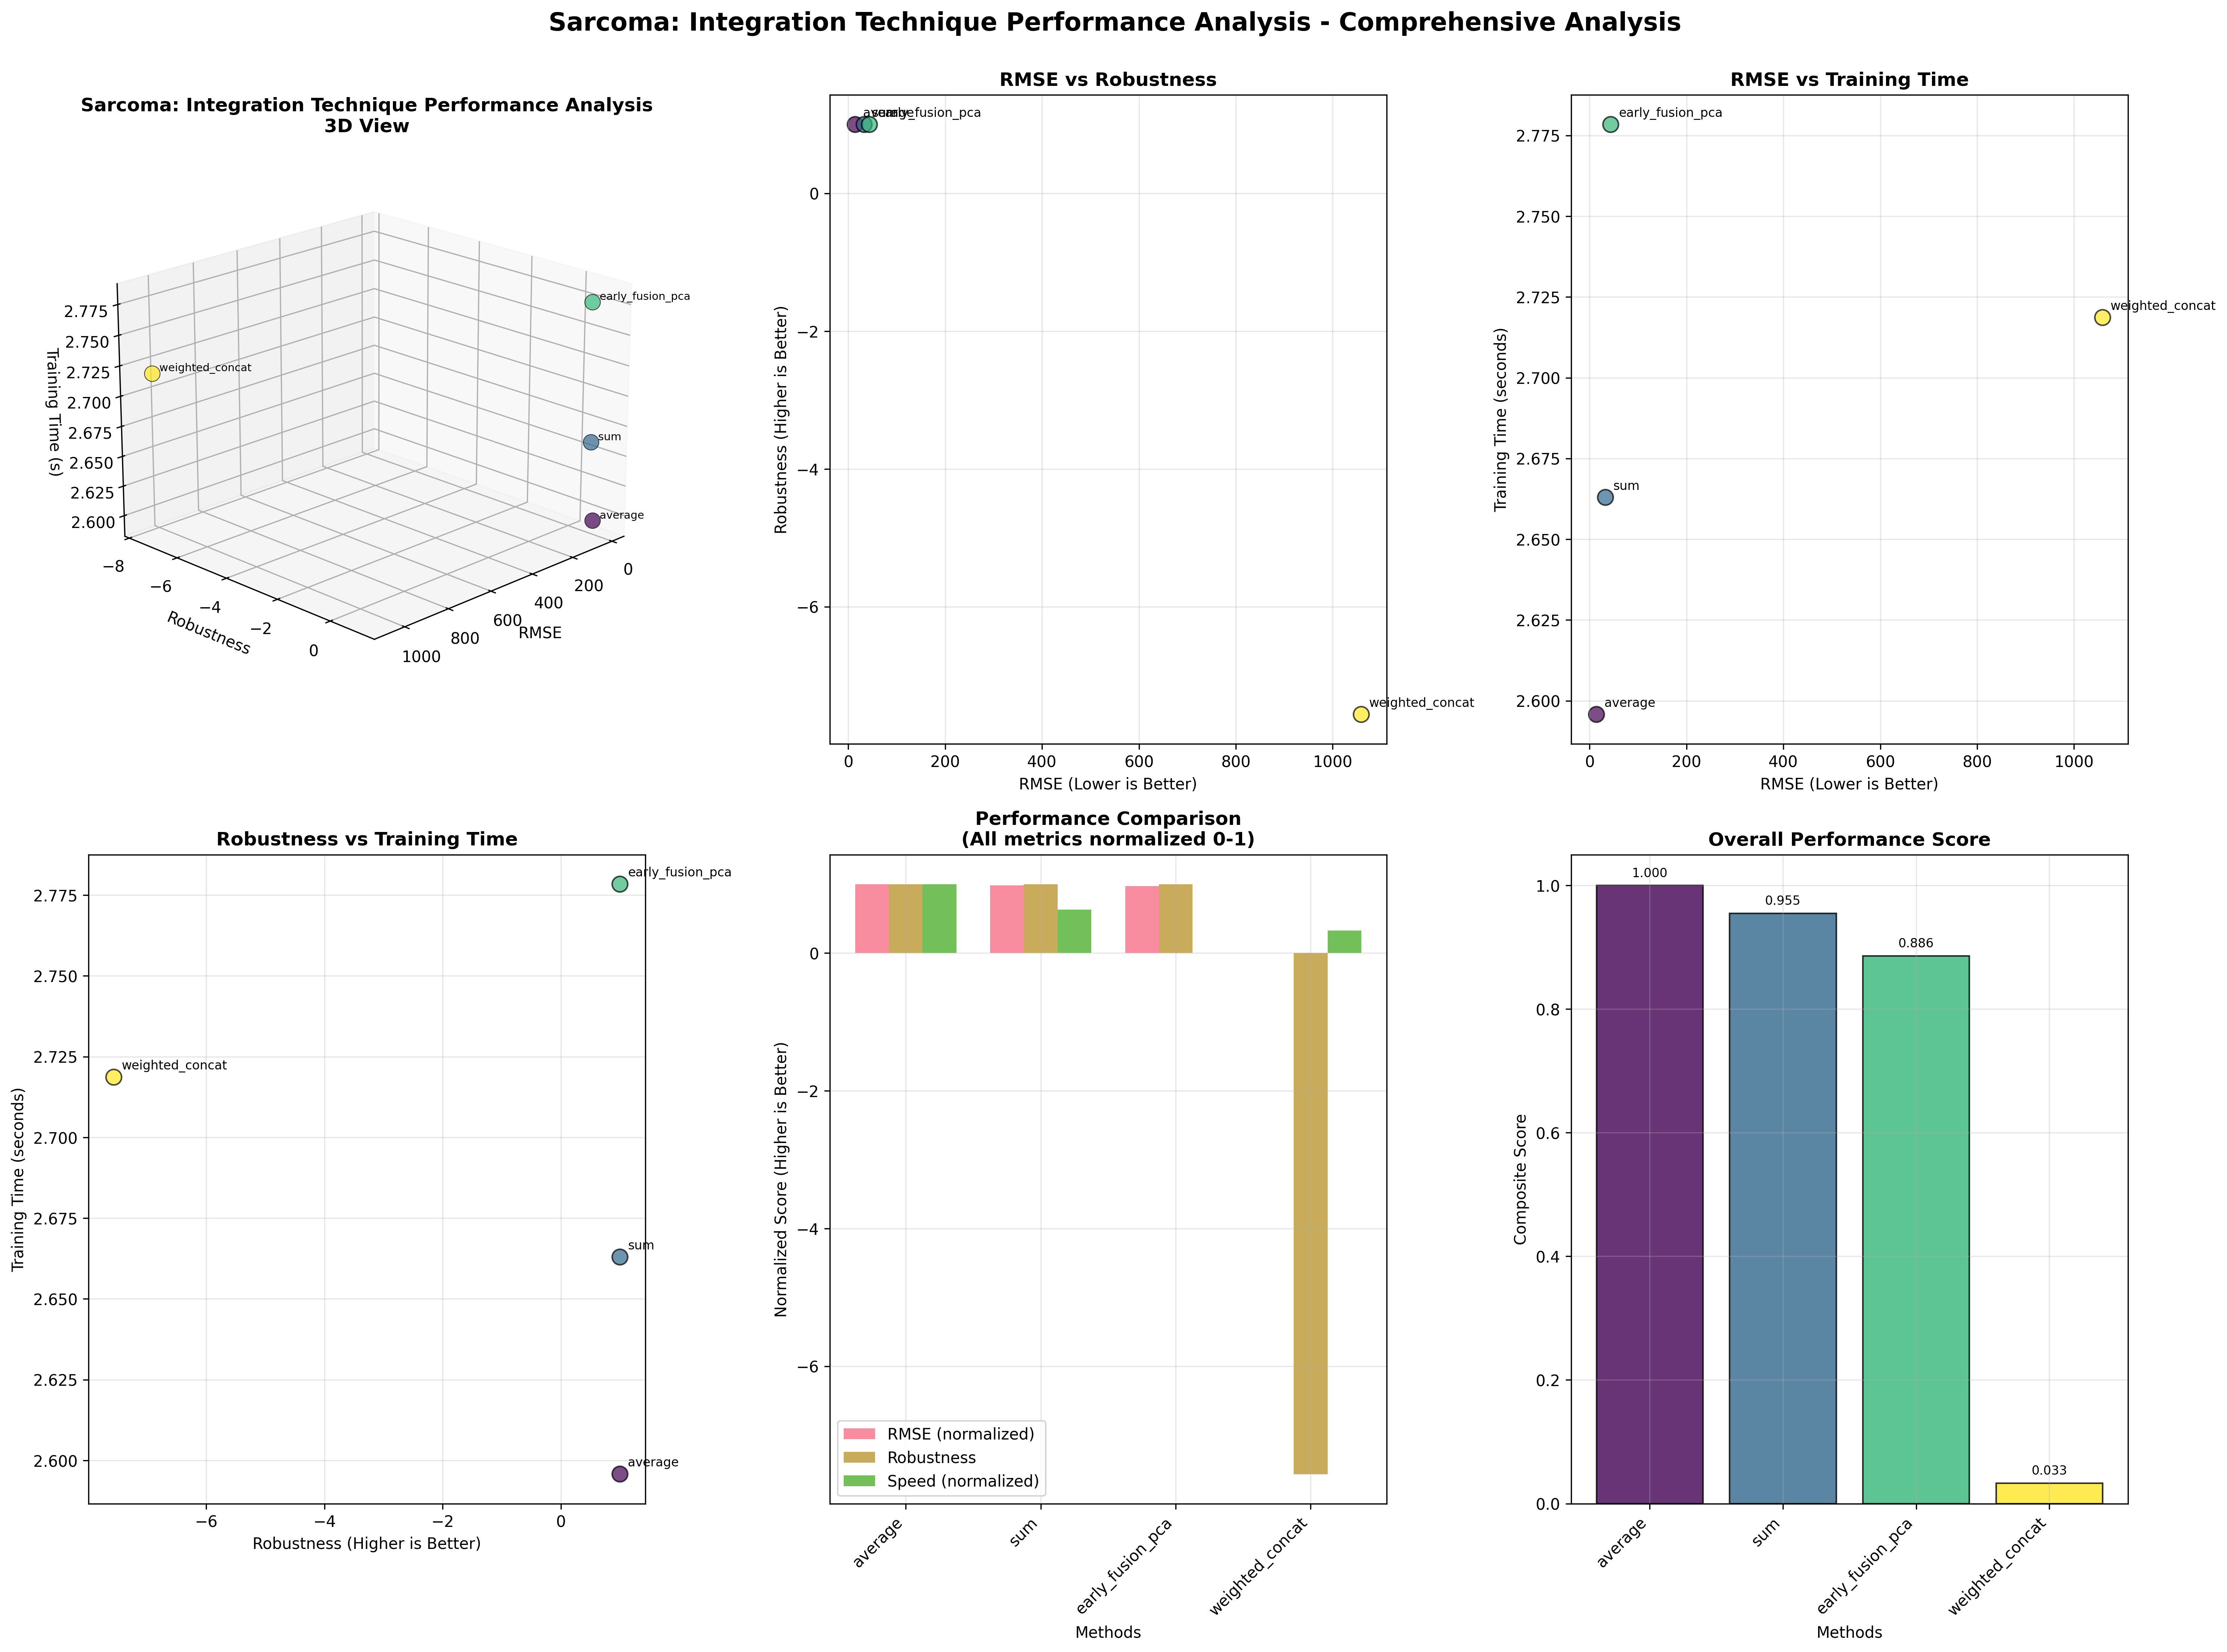 Sarcoma: Integration Technique Performance Analysis - Comprehensive Analysis
Sarcoma: Integration Technique Performance Analysis
3D View
2.775
2.750
2.725
2.700
2.675
2.650
2.625
2.600
Training Time (s)
early_fusion_pca
weighted_concat
sum
average
−8
−6
−4
−2
0
Robustness
0
200
400
600
800
1000
RMSE
RMSE vs Robustness
average
sum
early_fusion_pca
weighted_concat
0
−2
−4
−6
Robustness (Higher is Better)
0 200 400 600 800 1000
RMSE (Lower is Better)
RMSE vs Training Time
early_fusion_pca
weighted_concat
sum
average
2.775
2.750
2.725
2.700
2.675
2.650
2.625
2.600
Training Time (seconds)
0 200 400 600 800 1000
RMSE (Lower is Better)
Robustness vs Training Time
early_fusion_pca
weighted_concat
sum
average
2.775
2.750
2.725
2.700
2.675
2.650
2.625
2.600
Training Time (seconds)
−6 −4 −2 0
Robustness (Higher is Better)
Performance Comparison
(All metrics normalized 0-1)
0
−2
−4
−6
Normalized Score (Higher is Better)
RMSE (normalized)
Robustness
Speed (normalized)
average
sum
early_fusion_pca
weighted_concat
Methods
Overall Performance Score
1.000
0.955
0.886
0.033
1.0
0.8
0.6
0.4
0.2
0.0
Composite Score
average
sum
early_fusion_pca
weighted_concat
Methods